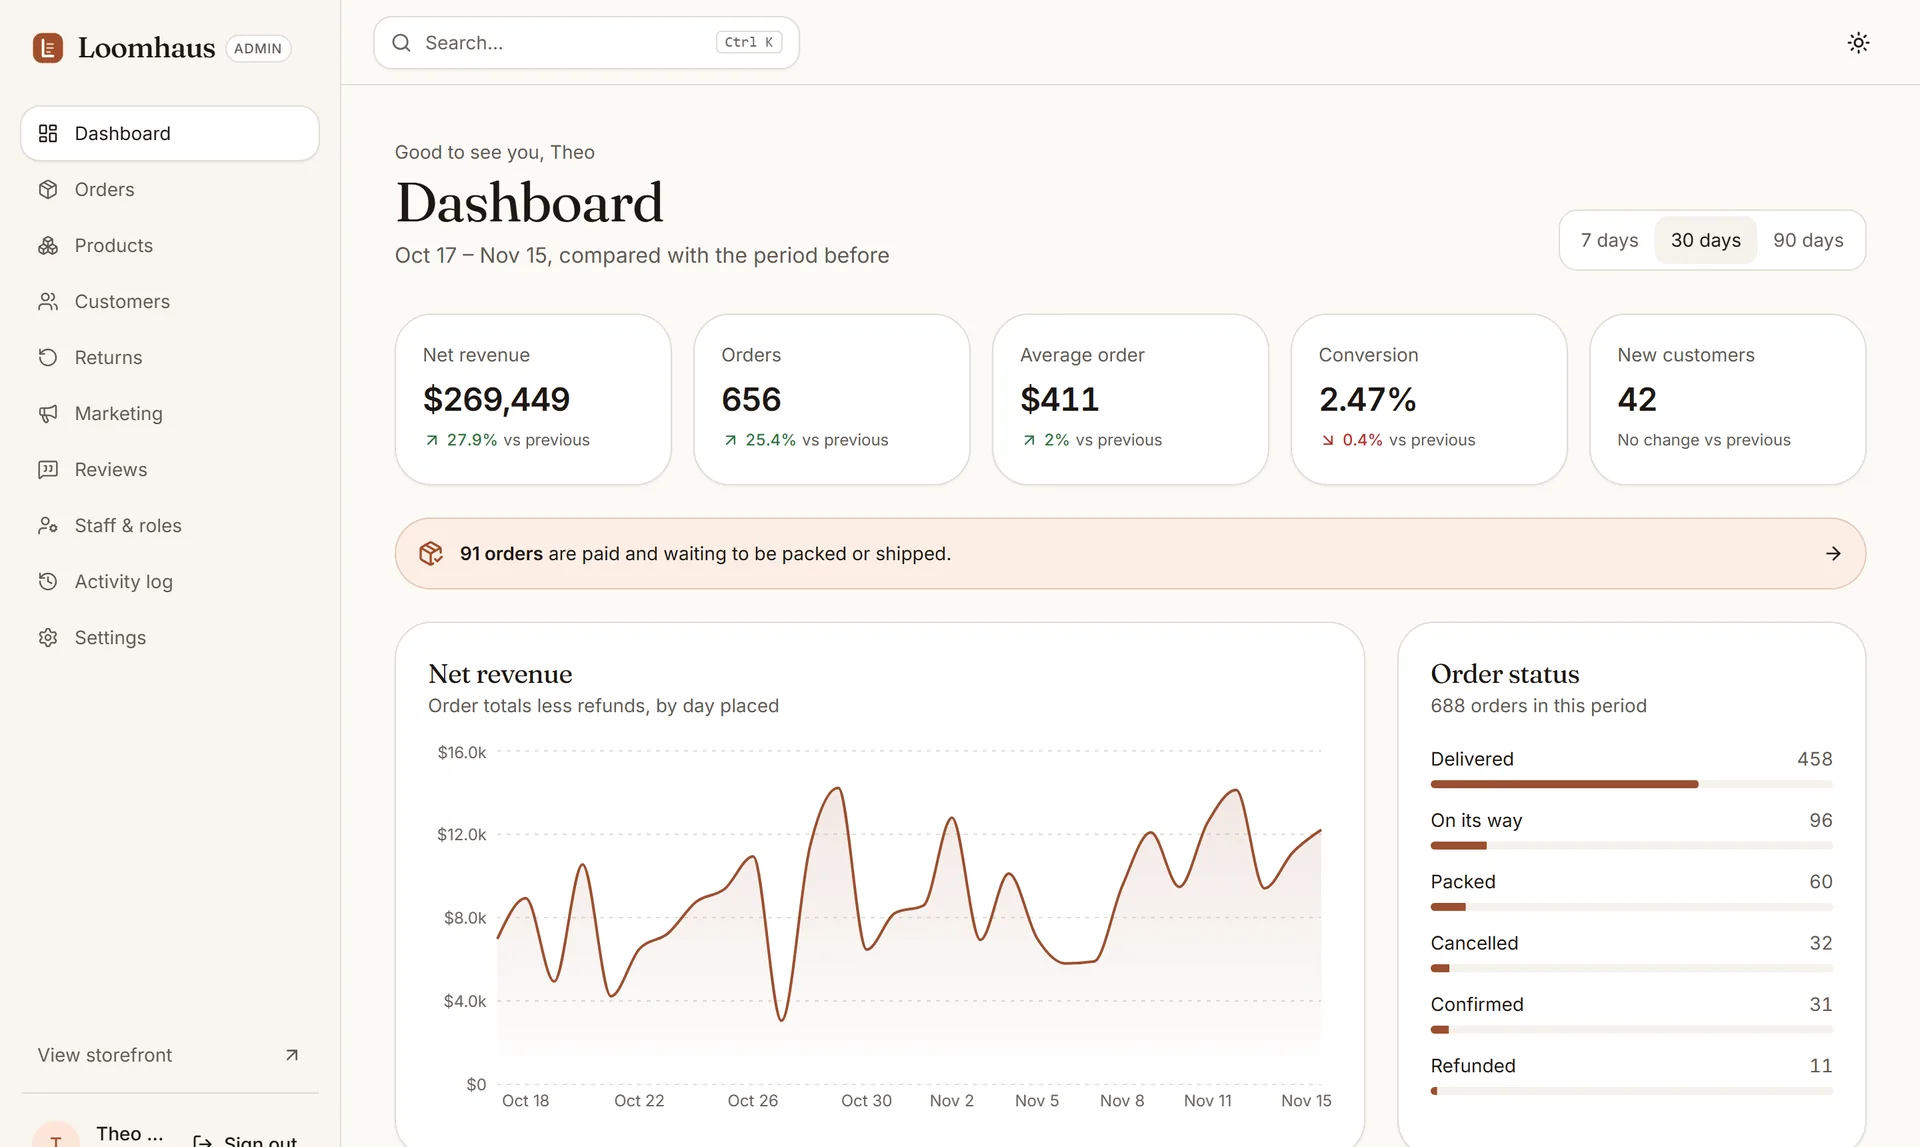 Loomhaus ADMIN
Search... Ctrl K
Dashboard
Orders
Products
Customers
Returns
Marketing
Reviews
Staff & roles
Activity log
Settings
View storefront
T Theo ... Sign out
Good to see you, Theo
Dashboard
Oct 17 – Nov 15, compared with the period before
7 days 30 days 90 days
Net revenue
$269,449
27.9% vs previous
Orders
656
25.4% vs previous
Average order
$411
2% vs previous
Conversion
2.47%
0.4% vs previous
New customers
42
No change vs previous
91 orders are paid and waiting to be packed or shipped.
Net revenue
Order totals less refunds, by day placed
$16.0k
$12.0k
$8.0k
$4.0k
$0
Oct 18 Oct 22 Oct 26 Oct 30 Nov 2 Nov 5 Nov 8 Nov 11 Nov 15
Order status
688 orders in this period
Delivered 458
On its way 96
Packed 60
Cancelled 32
Confirmed 31
Refunded 11